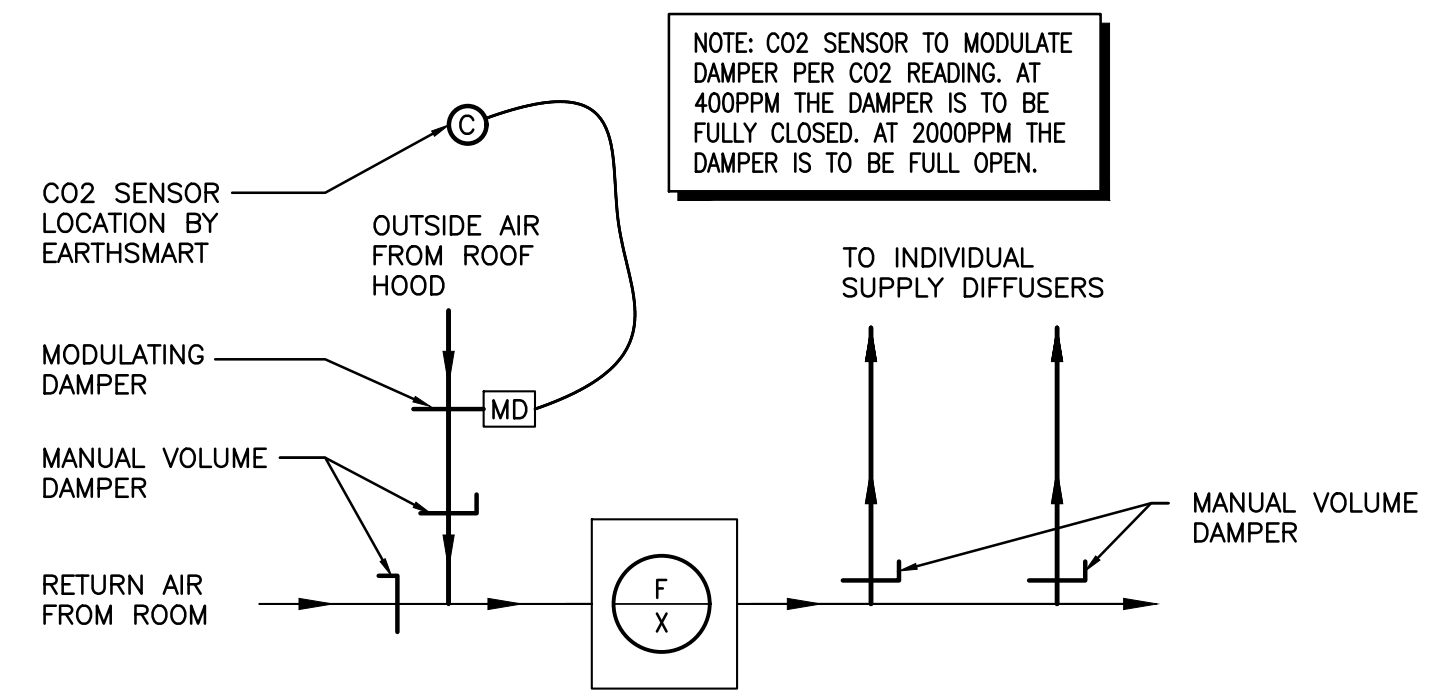 NOTE: CO2 SENSOR TO MODULATE
DAMPER PER CO2 READING. AT
400PPM THE DAMPER IS TO BE
FULLY CLOSED. AT 2000PPM THE
DAMPER IS TO BE FULL OPEN.
C
CO2 SENSOR
LOCATION BY
EARTHSMART
OUTSIDE AIR
FROM ROOF
HOOD
TO INDIVIDUAL
SUPPLY DIFFUSERS
MODULATING
DAMPER
MD
MANUAL VOLUME
DAMPER
MANUAL VOLUME
DAMPER
RETURN AIR
FROM ROOM
F
X